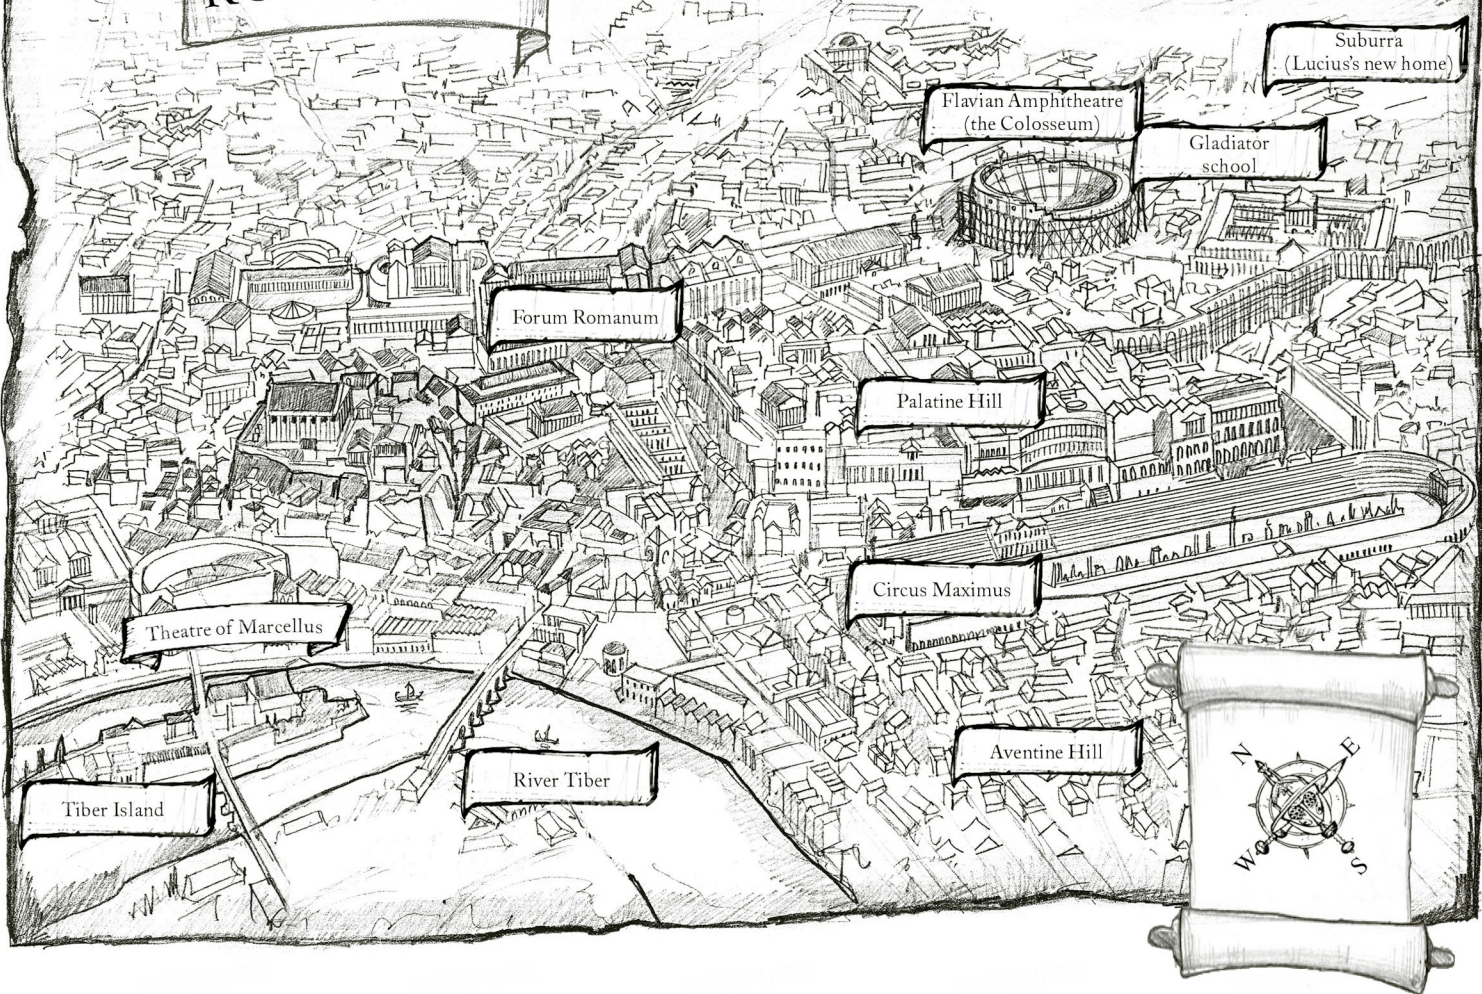 Suburra
(Lucius's new home)
Flavian Amphitheatre
(the Colosseum)
Gladiator
school
Forum Romanum
Palatine Hill
Circus Maximus
Theatre of Marcellus
Aventine Hill
River Tiber
Tiber Island
N
E
W
S